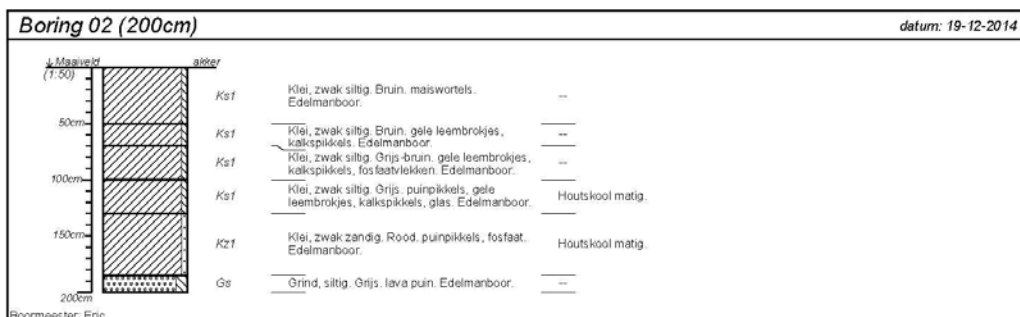 Boring 02 (200cm) datum: 19-12-2014
↓ Maaiveld akker
(1:50)
Ks1 Klei, zwak siltig. Bruin. maiswortels. --
Edelmanboor.
50cm
Ks1 Klei, zwak siltig. Bruin. gele leembrokjes, --
kalkspikkels. Edelmanboor.
Ks1 Klei, zwak siltig. Grijs-bruin. gele leembrokjes, --
kalkspikkels, fosfaatvlekken. Edelmanboor.
100cm
Ks1 Klei, zwak siltig. Grijs. puinpikkels, gele Houtskool matig.
leembrokjes, kalkspikkels, glas. Edelmanboor.
150cm
Kz1 Klei, zwak zandig. Rood. puinpikkels, fosfaat. Houtskool matig.
Edelmanboor.
Gs Grind, siltig. Grijs. lava puin. Edelmanboor. --
200cm
Boormeester: Eric